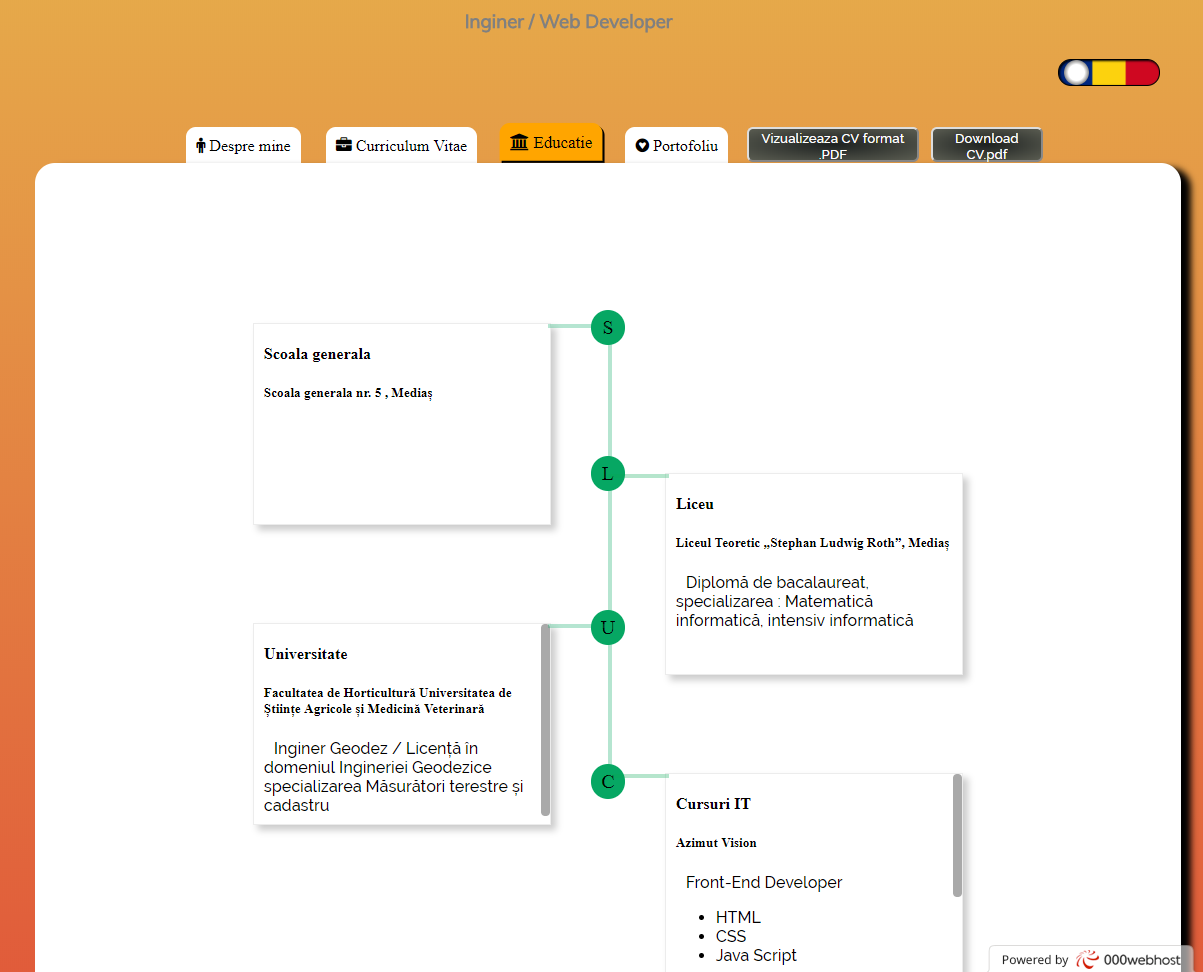 Inginer / Web Developer
Despre mine
Curriculum Vitae
Educatie
Portofoliu
Vizualizeaza CV format
.PDF
Download
CV.pdf
S
Scoala generala
Scoala generala nr. 5 , Mediaș
L
Liceu
Liceul Teoretic „Stephan Ludwig Roth”, Mediaș
Diplomă de bacalaureat,
specializarea : Matematică
informatică, intensiv informatică
U
Universitate
Facultatea de Horticultură Universitatea de
Științe Agricole și Medicină Veterinară
Inginer Geodez / Licență în
domeniul Ingineriei Geodezice
specializarea Măsurători terestre și
cadastru
C
Cursuri IT
Azimut Vision
Front-End Developer
HTML
CSS
Java Script
Powered by 000webhost